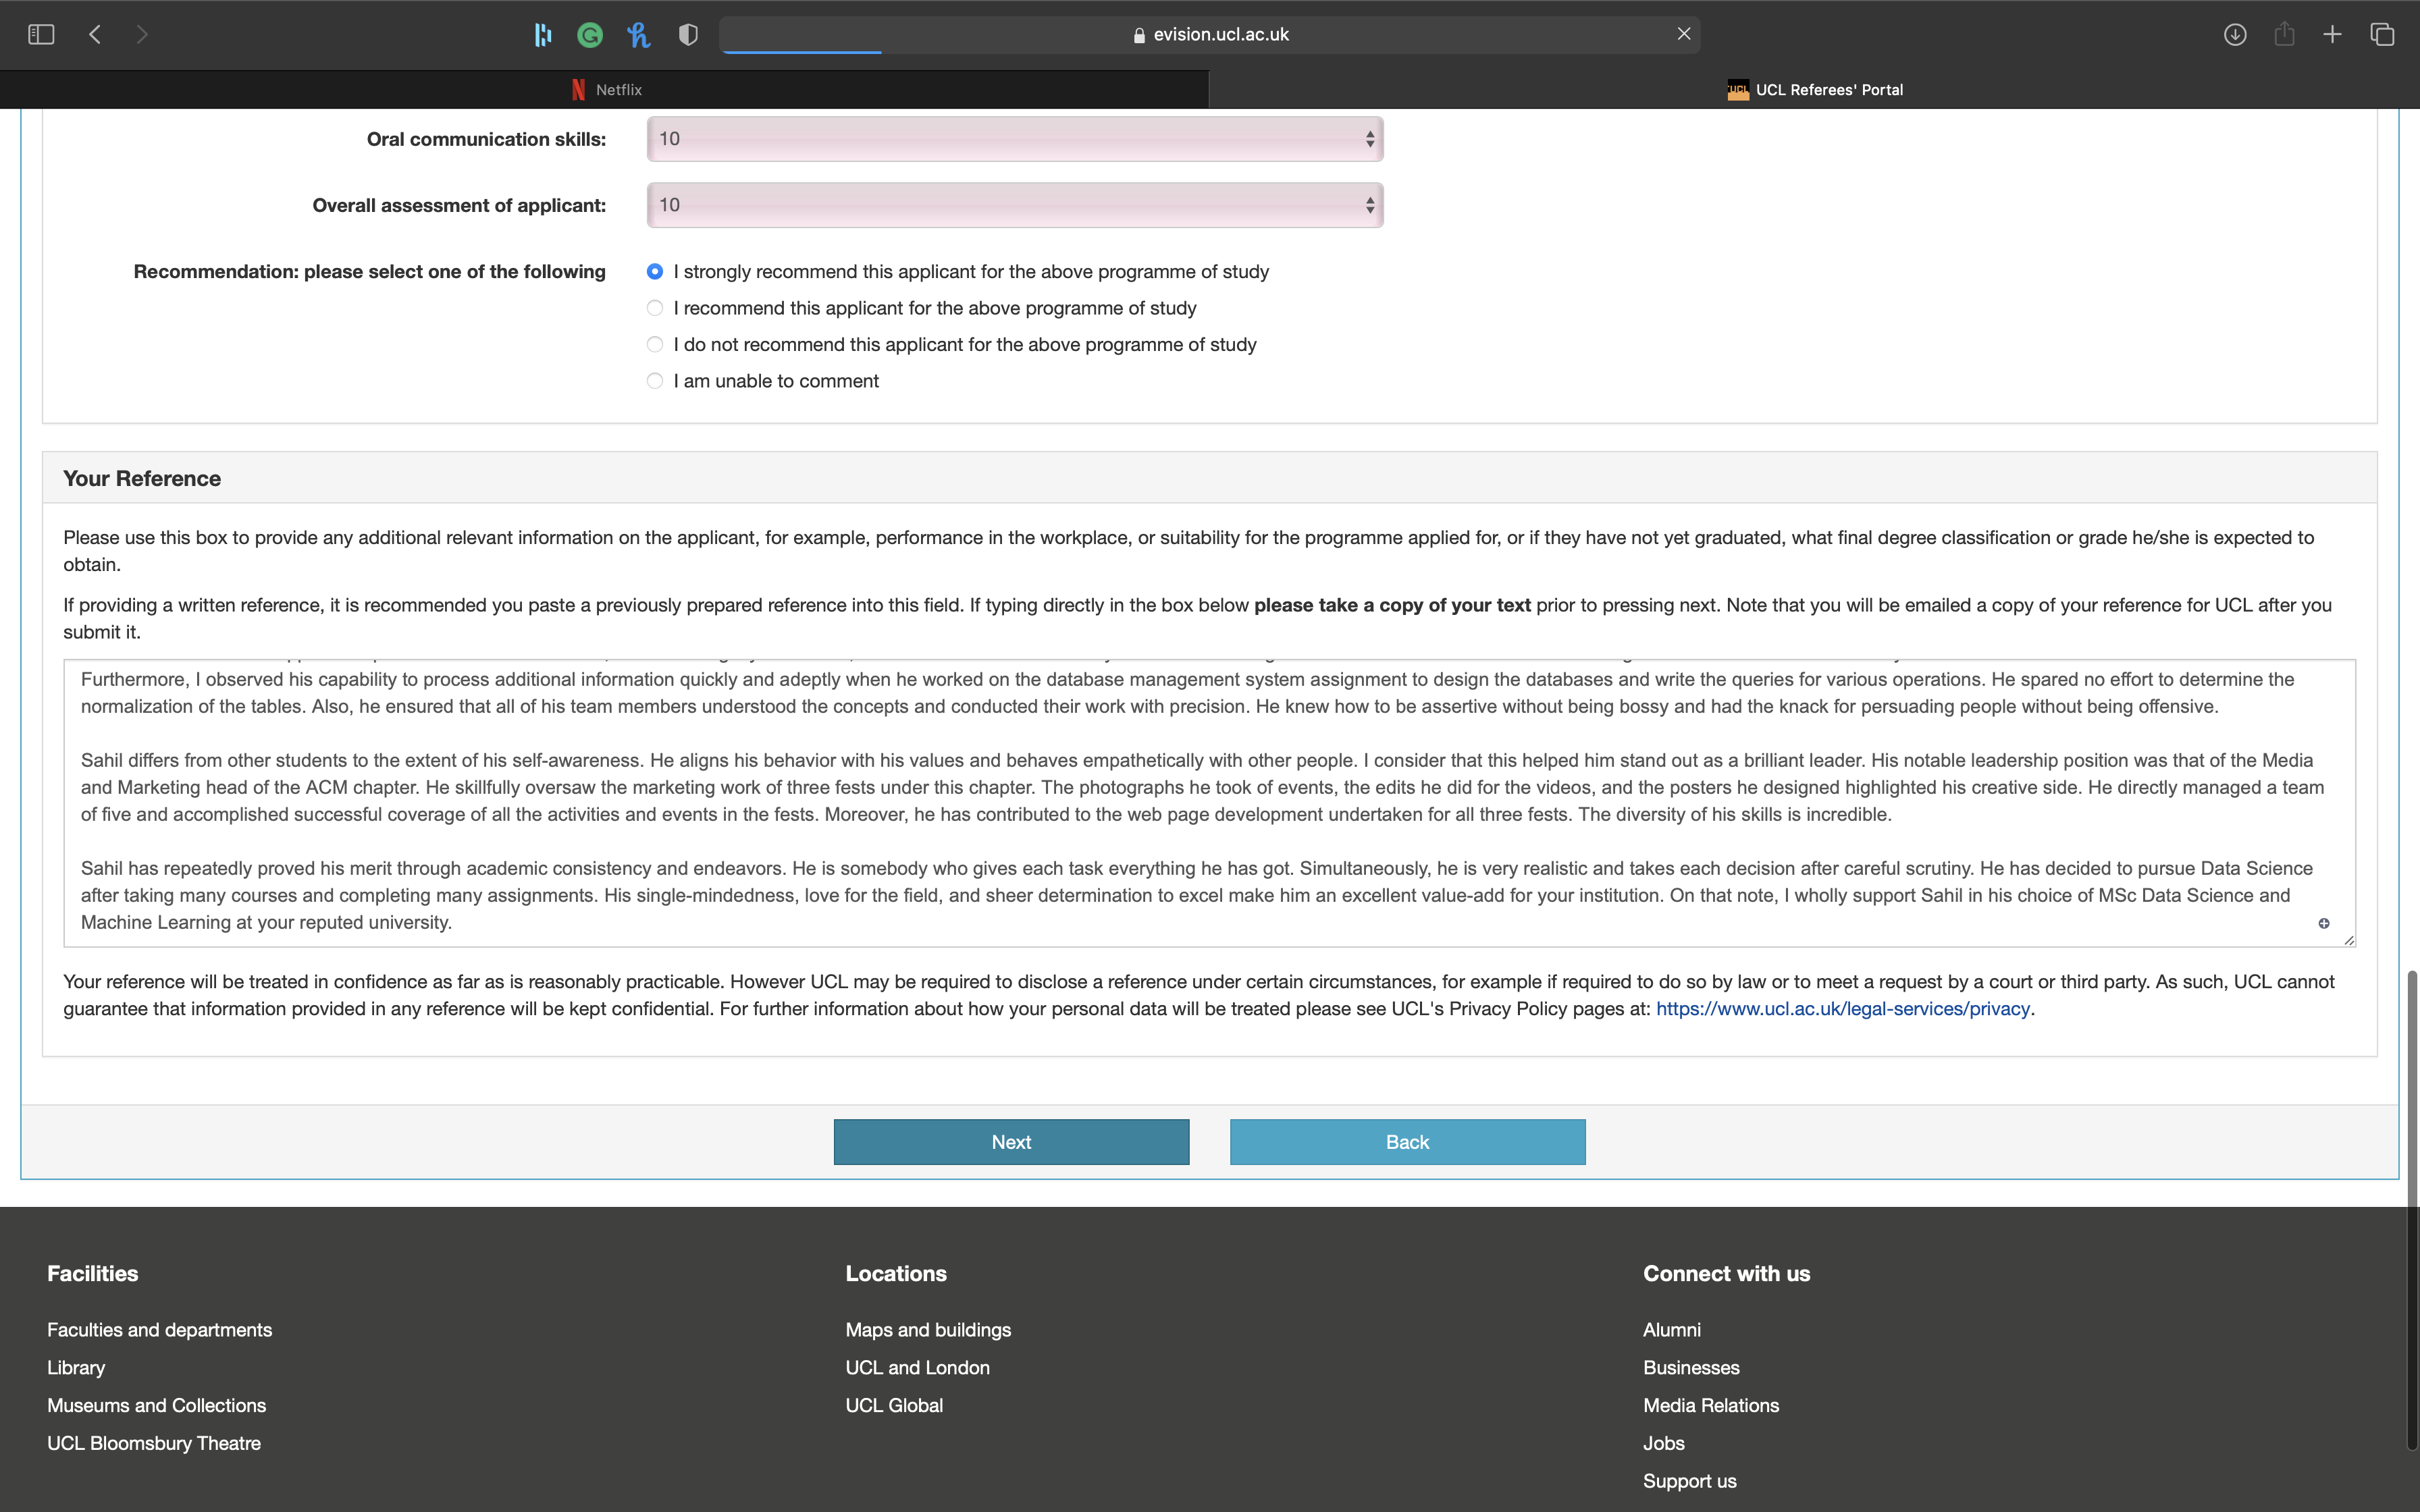 evision.ucl.ac.uk
Netflix
UCL UCL Referees' Portal
Oral communication skills: 10
Overall assessment of applicant: 10
Recommendation: please select one of the following I strongly recommend this applicant for the above programme of study
I recommend this applicant for the above programme of study
I do not recommend this applicant for the above programme of study
I am unable to comment
Your Reference
Please use this box to provide any additional relevant information on the applicant, for example, performance in the workplace, or suitability for the programme applied for, or if they have not yet graduated, what final degree classification or grade he/she is expected to
obtain.
If providing a written reference, it is recommended you paste a previously prepared reference into this field. If typing directly in the box below please take a copy of your text prior to pressing next. Note that you will be emailed a copy of your reference for UCL after you
submit it.
Furthermore, I observed his capability to process additional information quickly and adeptly when he worked on the database management system assignment to design the databases and write the queries for various operations. He spared no effort to determine the
normalization of the tables. Also, he ensured that all of his team members understood the concepts and conducted their work with precision. He knew how to be assertive without being bossy and had the knack for persuading people without being offensive.
Sahil differs from other students to the extent of his self-awareness. He aligns his behavior with his values and behaves empathetically with other people. I consider that this helped him stand out as a brilliant leader. His notable leadership position was that of the Media
and Marketing head of the ACM chapter. He skillfully oversaw the marketing work of three fests under this chapter. The photographs he took of events, the edits he did for the videos, and the posters he designed highlighted his creative side. He directly managed a team
of five and accomplished successful coverage of all the activities and events in the fests. Moreover, he has contributed to the web page development undertaken for all three fests. The diversity of his skills is incredible.
Sahil has repeatedly proved his merit through academic consistency and endeavors. He is somebody who gives each task everything he has got. Simultaneously, he is very realistic and takes each decision after careful scrutiny. He has decided to pursue Data Science
after taking many courses and completing many assignments. His single-mindedness, love for the field, and sheer determination to excel make him an excellent value-add for your institution. On that note, I wholly support Sahil in his choice of MSc Data Science and
Machine Learning at your reputed university.
Your reference will be treated in confidence as far as is reasonably practicable. However UCL may be required to disclose a reference under certain circumstances, for example if required to do so by law or to meet a request by a court or third party. As such, UCL cannot
guarantee that information provided in any reference will be kept confidential. For further information about how your personal data will be treated please see UCL's Privacy Policy pages at: https://www.ucl.ac.uk/legal-services/privacy.
Next Back
Facilities
Faculties and departments
Library
Museums and Collections
UCL Bloomsbury Theatre
Locations
Maps and buildings
UCL and London
UCL Global
Connect with us
Alumni
Businesses
Media Relations
Jobs
Support us